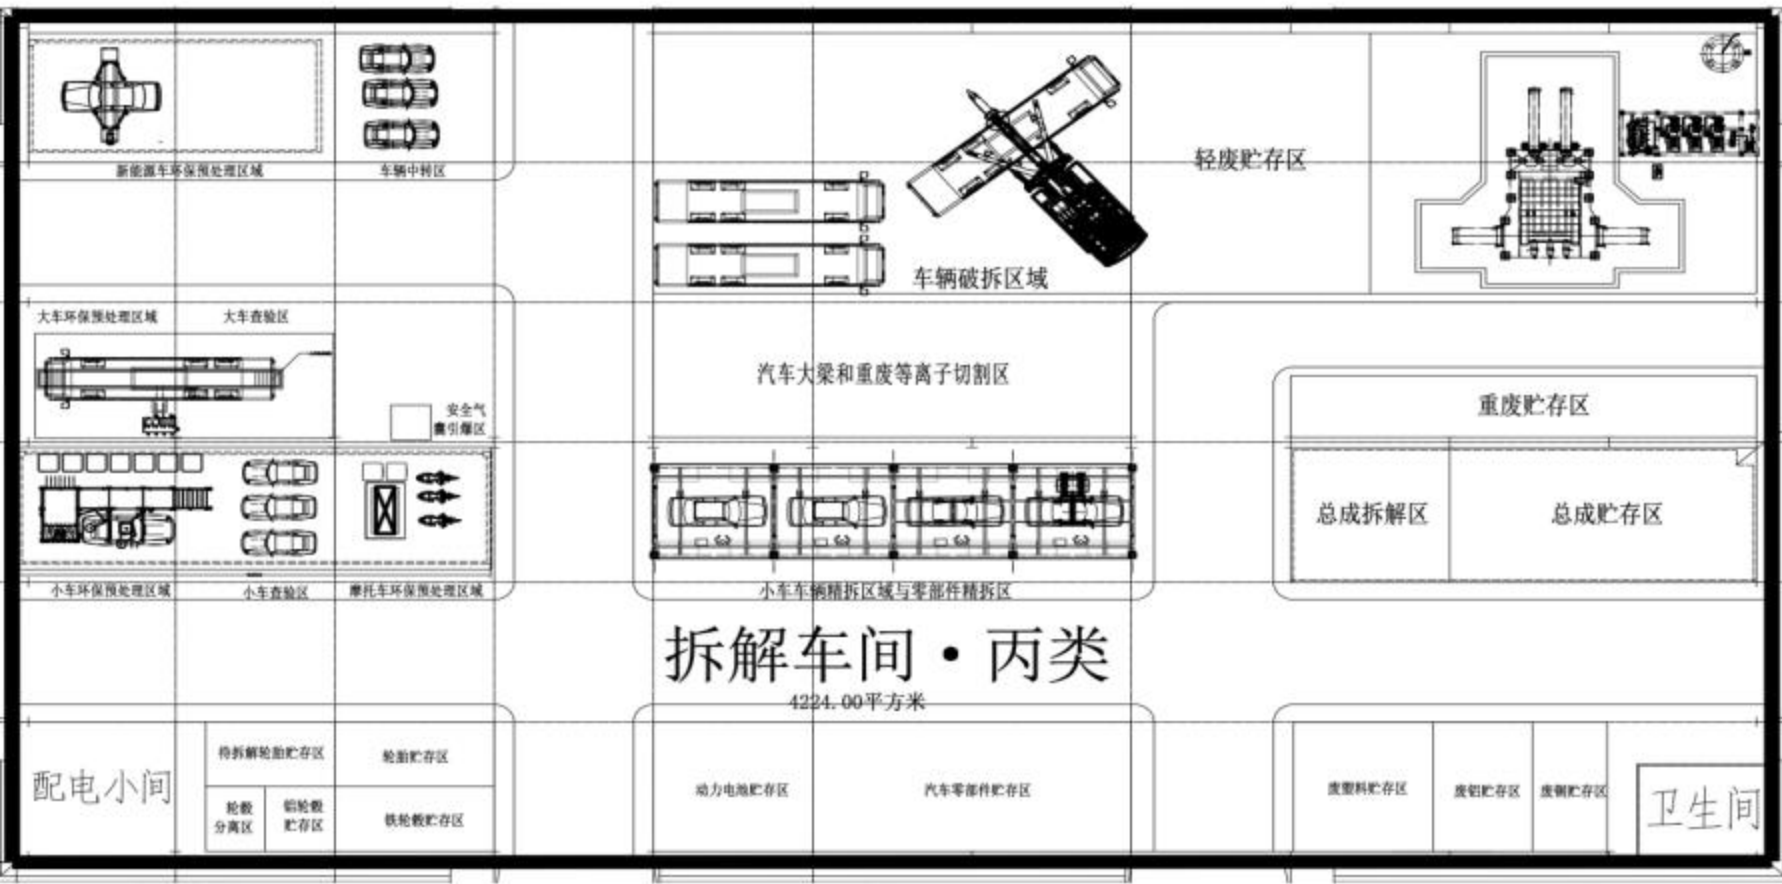 新能源车环保预处理区域
车辆中转区
车辆破拆区域
轻废贮存区
大车环保预处理区域
大车查验区
安全气
囊引爆区
汽车大梁和重废等离子切割区
重废贮存区
总成拆解区
总成贮存区
小车环保预处理区域
小车查验区
摩托车环保预处理区域
小车车辆精拆区域与零部件精拆区
拆解车间·丙类
4224.00平方米
配电小间
待拆解轮胎贮存区
轮胎贮存区
轮毂
分离区
铝轮毂
贮存区
铁轮毂贮存区
动力电池贮存区
汽车零部件贮存区
废塑料贮存区
废铝贮存区
废铜贮存区
卫生间